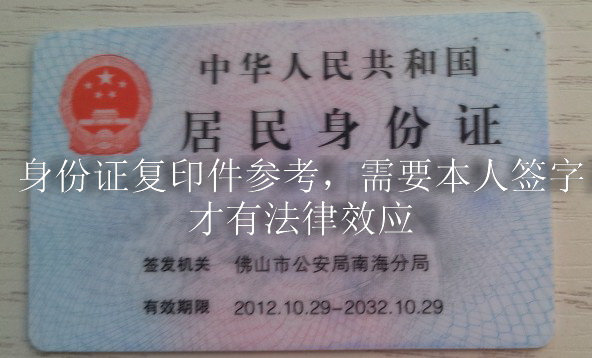 中华人民共和国
居民身份证
身份证复印件参考，需要本人签字
才有法律效应
签发机关 佛山市公安局南海分局
有效期限 2012.10.29-2032.10.29